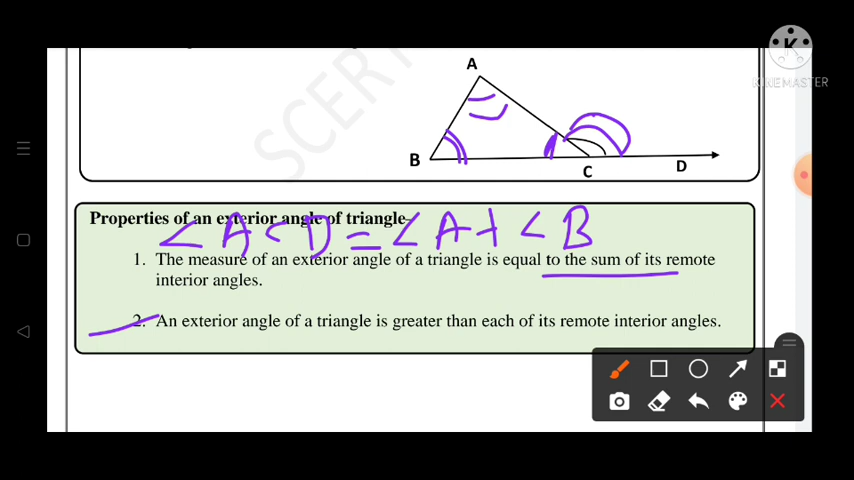 K
KINEMASTER
SCERT
A
B
C
D
Properties of an exterior angle of triangle-
∠ACD = ∠A + ∠B
1. The measure of an exterior angle of a triangle is equal to the sum of its remote
interior angles.
2. An exterior angle of a triangle is greater than each of its remote interior angles.